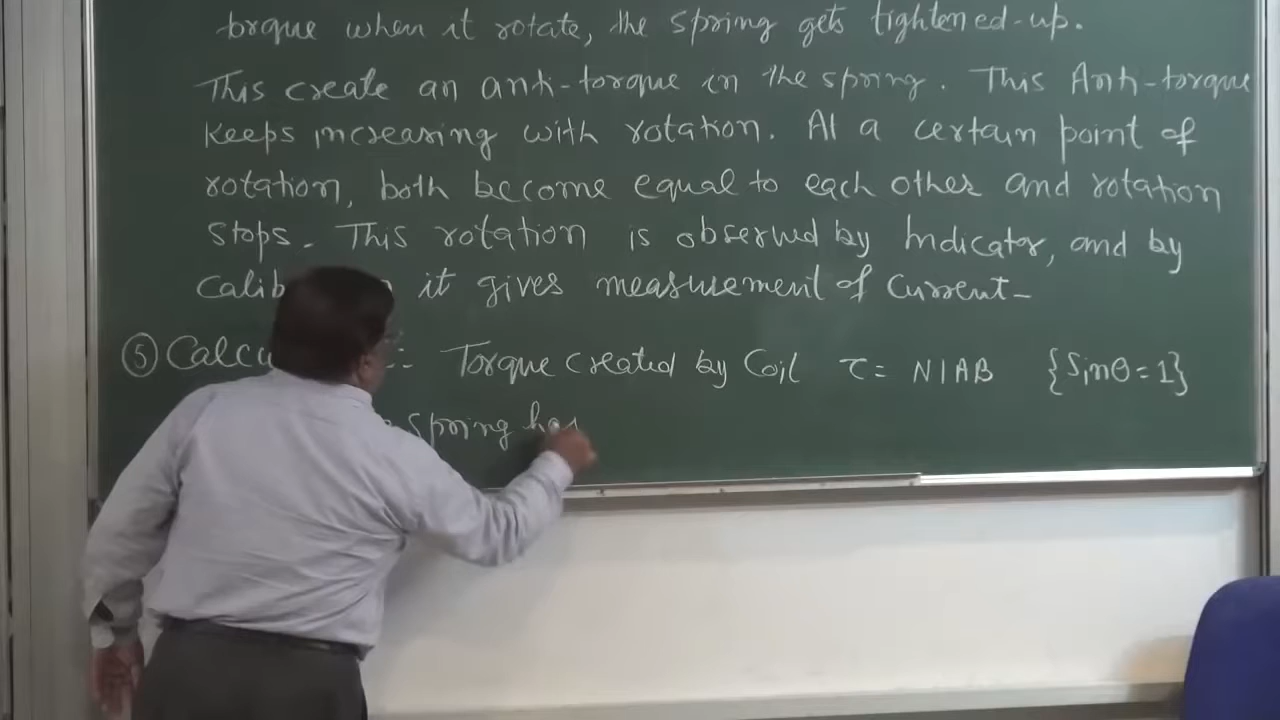 torque when it rotate, the spring gets tightened-up.
This create an anti-torque in the spring. This Anti-torque
keeps increasing with rotation. At a certain point of
rotation, both become equal to each other and rotation
stops. This rotation is observed by Indicator, and by
it gives measurement of Current-
⑤ Torque created by Coil τ = NIAB {Sinθ = 1}
spring